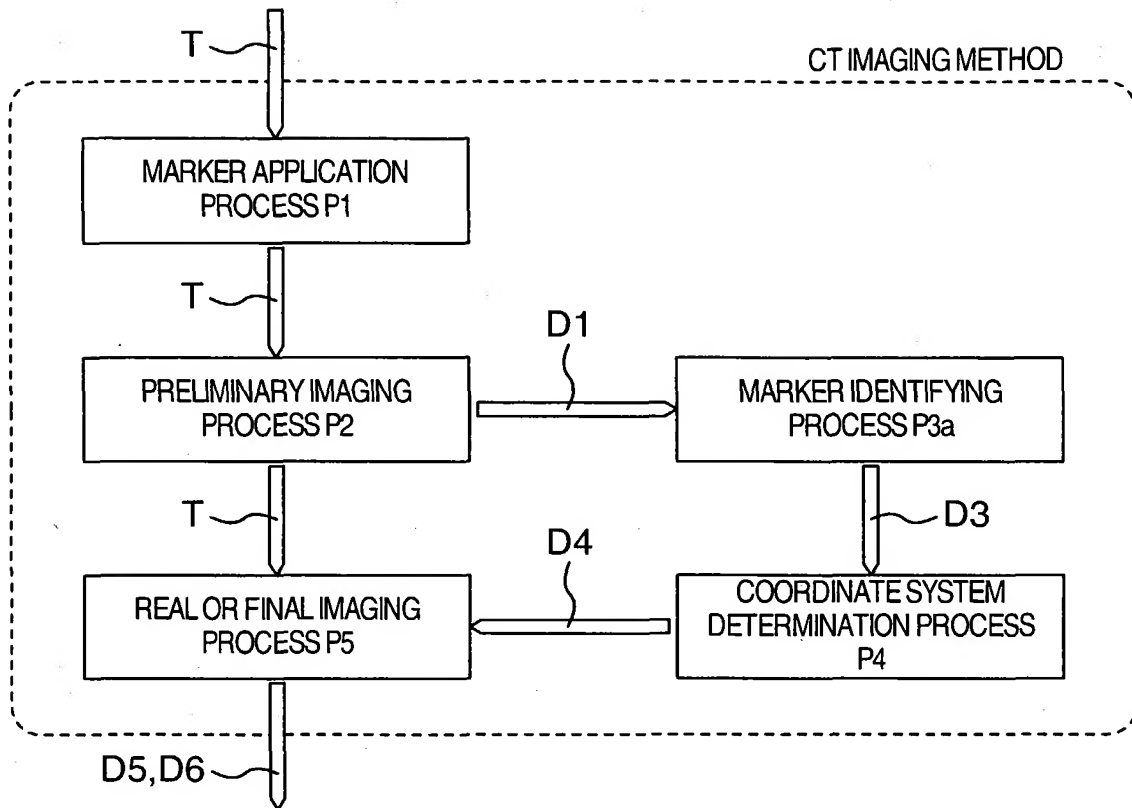 T
CT IMAGING METHOD
MARKER APPLICATION
PROCESS P1
T
D1
PRELIMINARY IMAGING
PROCESS P2
MARKER IDENTIFYING
PROCESS P3a
T
D3
D4
REAL OR FINAL IMAGING
PROCESS P5
COORDINATE SYSTEM
DETERMINATION PROCESS
P4
D5,D6